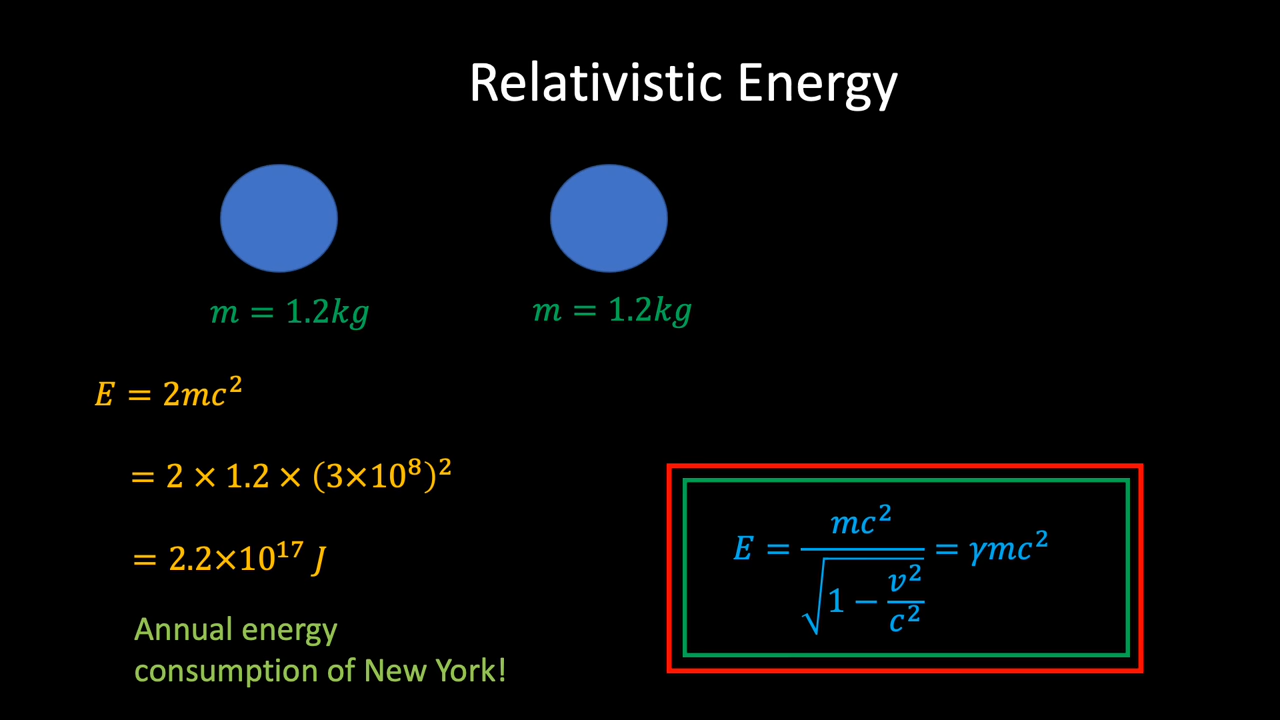 Relativistic Energy
m = 1.2kg
m = 1.2kg
E = 2mc²
= 2 × 1.2 × (3×10⁸)²
= 2.2×10¹⁷ J
Annual energy
consumption of New York!
E = mc² / √(1 − v²/c²) = γmc²